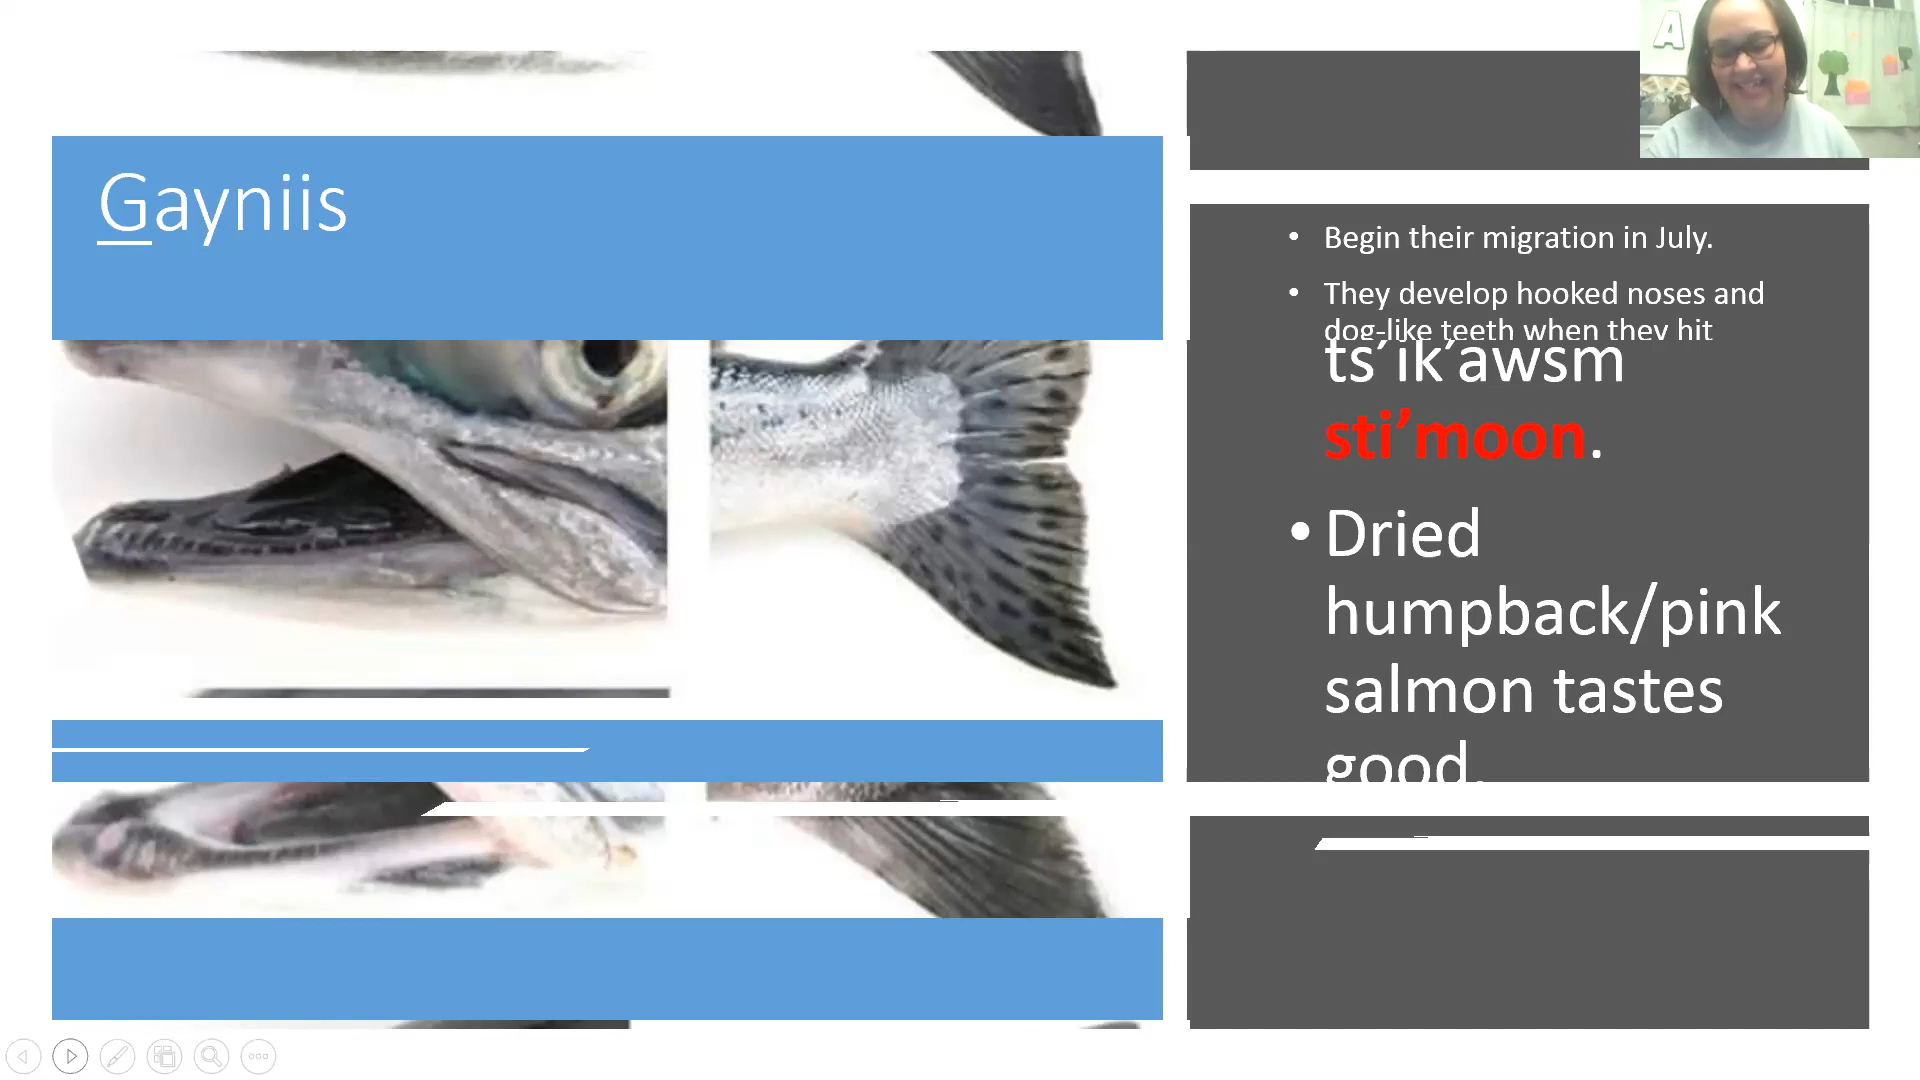 A
G̲ayniis
• Begin their migration in July.
• They develop hooked noses and
dog-like teeth when they hit
ts’ik’awsm
sti’moon.
• Dried
humpback/pink
salmon tastes
good.